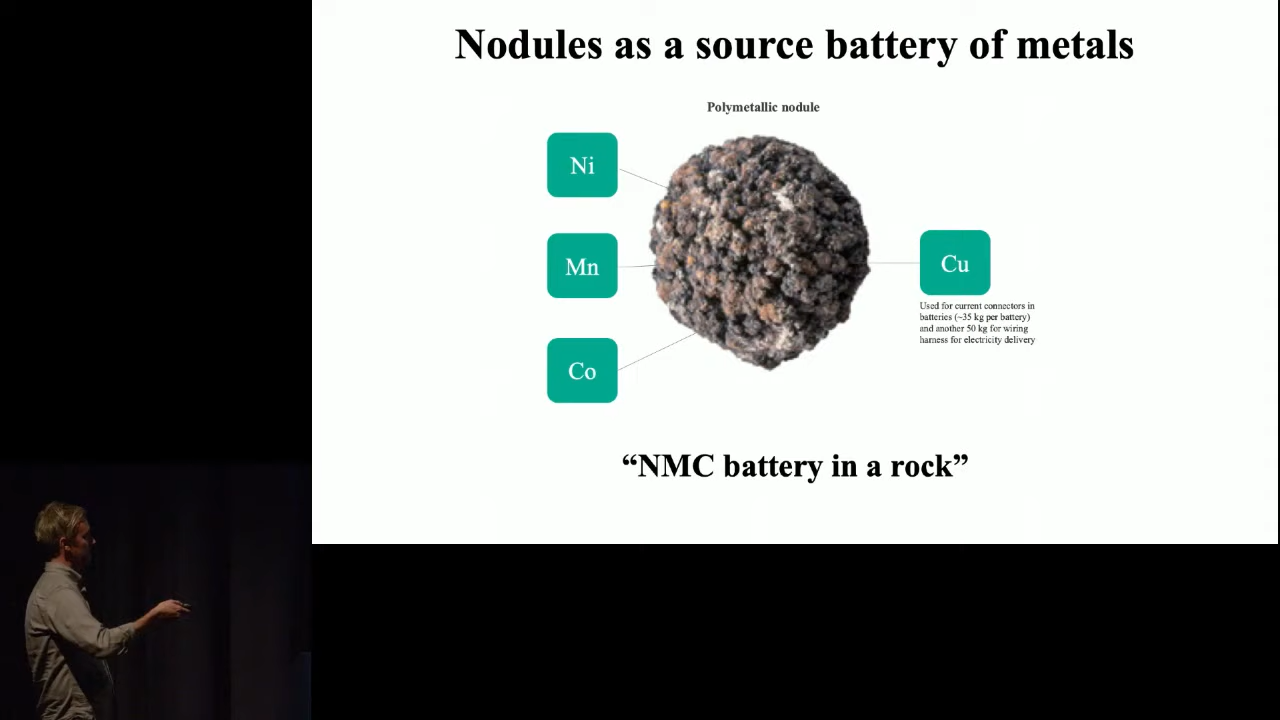 Nodules as a source battery of metals
Polymetallic nodule
Ni
Mn
Co
Cu
Used for current connectors in
batteries (~35 kg per battery)
and another 50 kg for wiring
harness for electricity delivery
“NMC battery in a rock”